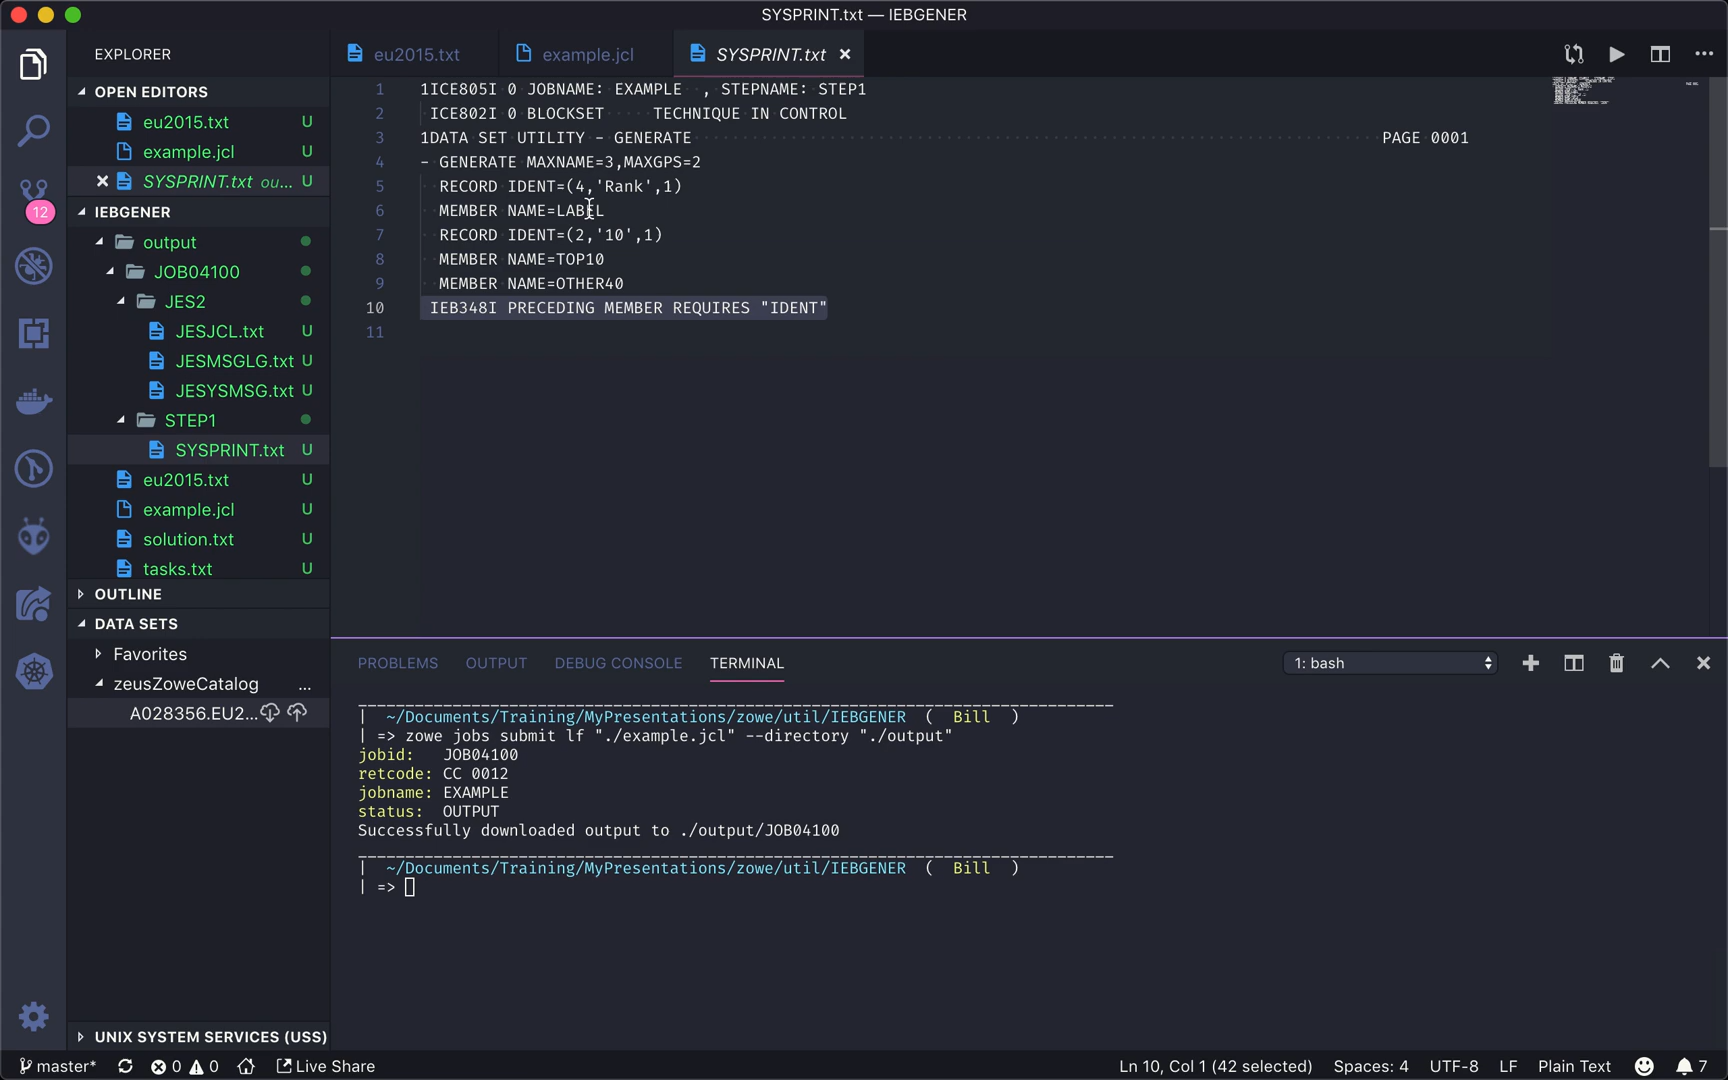 SYSPRINT.txt — IEBGENER
EXPLORER
OPEN EDITORS
eu2015.txt U
example.jcl U
SYSPRINT.txt ou... U
12
IEBGENER
output
JOB04100
JES2
JESJCL.txt U
JESMSGLG.txt U
JESYSMSG.txt U
STEP1
SYSPRINT.txt U
eu2015.txt U
example.jcl U
solution.txt U
tasks.txt U
OUTLINE
DATA SETS
Favorites
zeusZoweCatalog ...
A028356.EU2...
UNIX SYSTEM SERVICES (USS)
eu2015.txt example.jcl SYSPRINT.txt
1 1ICE805I 0 JOBNAME: EXAMPLE , STEPNAME: STEP1
2 ICE802I 0 BLOCKSET TECHNIQUE IN CONTROL
3 1DATA SET UTILITY - GENERATE PAGE 0001
4 - GENERATE MAXNAME=3,MAXGPS=2
5 RECORD IDENT=(4,'Rank',1)
6 MEMBER NAME=LABEL
7 RECORD IDENT=(2,'10',1)
8 MEMBER NAME=TOP10
9 MEMBER NAME=OTHER40
10 IEB348I PRECEDING MEMBER REQUIRES "IDENT"
11
PROBLEMS OUTPUT DEBUG CONSOLE TERMINAL 1: bash
| ~/Documents/Training/MyPresentations/zowe/util/IEBGENER ( Bill )
| => zowe jobs submit lf "./example.jcl" --directory "./output"
jobid: JOB04100
retcode: CC 0012
jobname: EXAMPLE
status: OUTPUT
Successfully downloaded output to ./output/JOB04100
| ~/Documents/Training/MyPresentations/zowe/util/IEBGENER ( Bill )
| =>
master* 0 0 Live Share Ln 10, Col 1 (42 selected) Spaces: 4 UTF-8 LF Plain Text 7